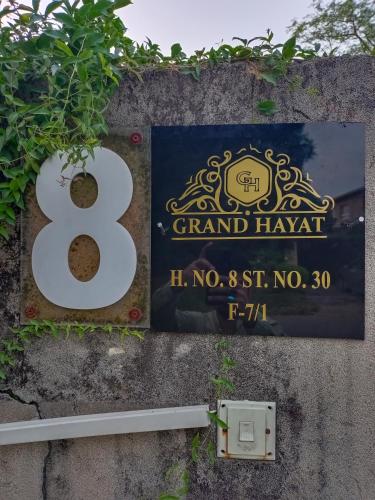 8
GH
GRAND HAYAT
H. NO. 8 ST. NO. 30
F-7/1